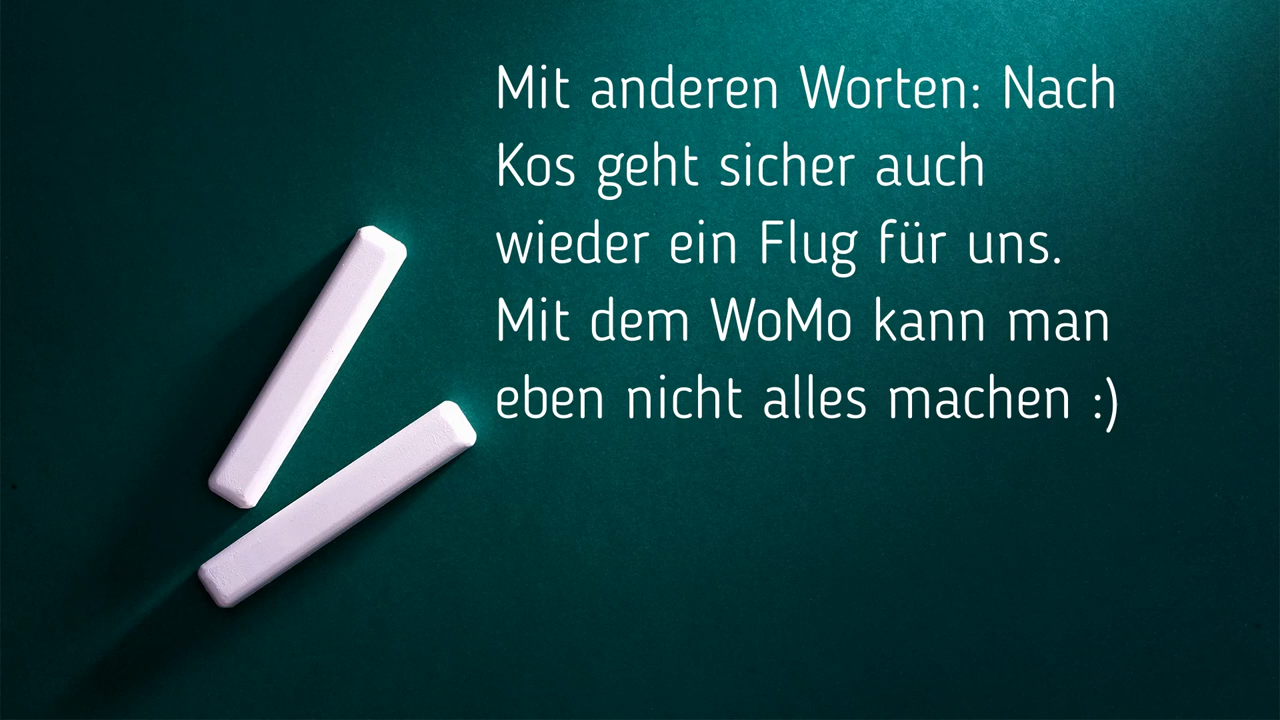 Mit anderen Worten: Nach
Kos geht sicher auch
wieder ein Flug für uns.
Mit dem WoMo kann man
eben nicht alles machen :)